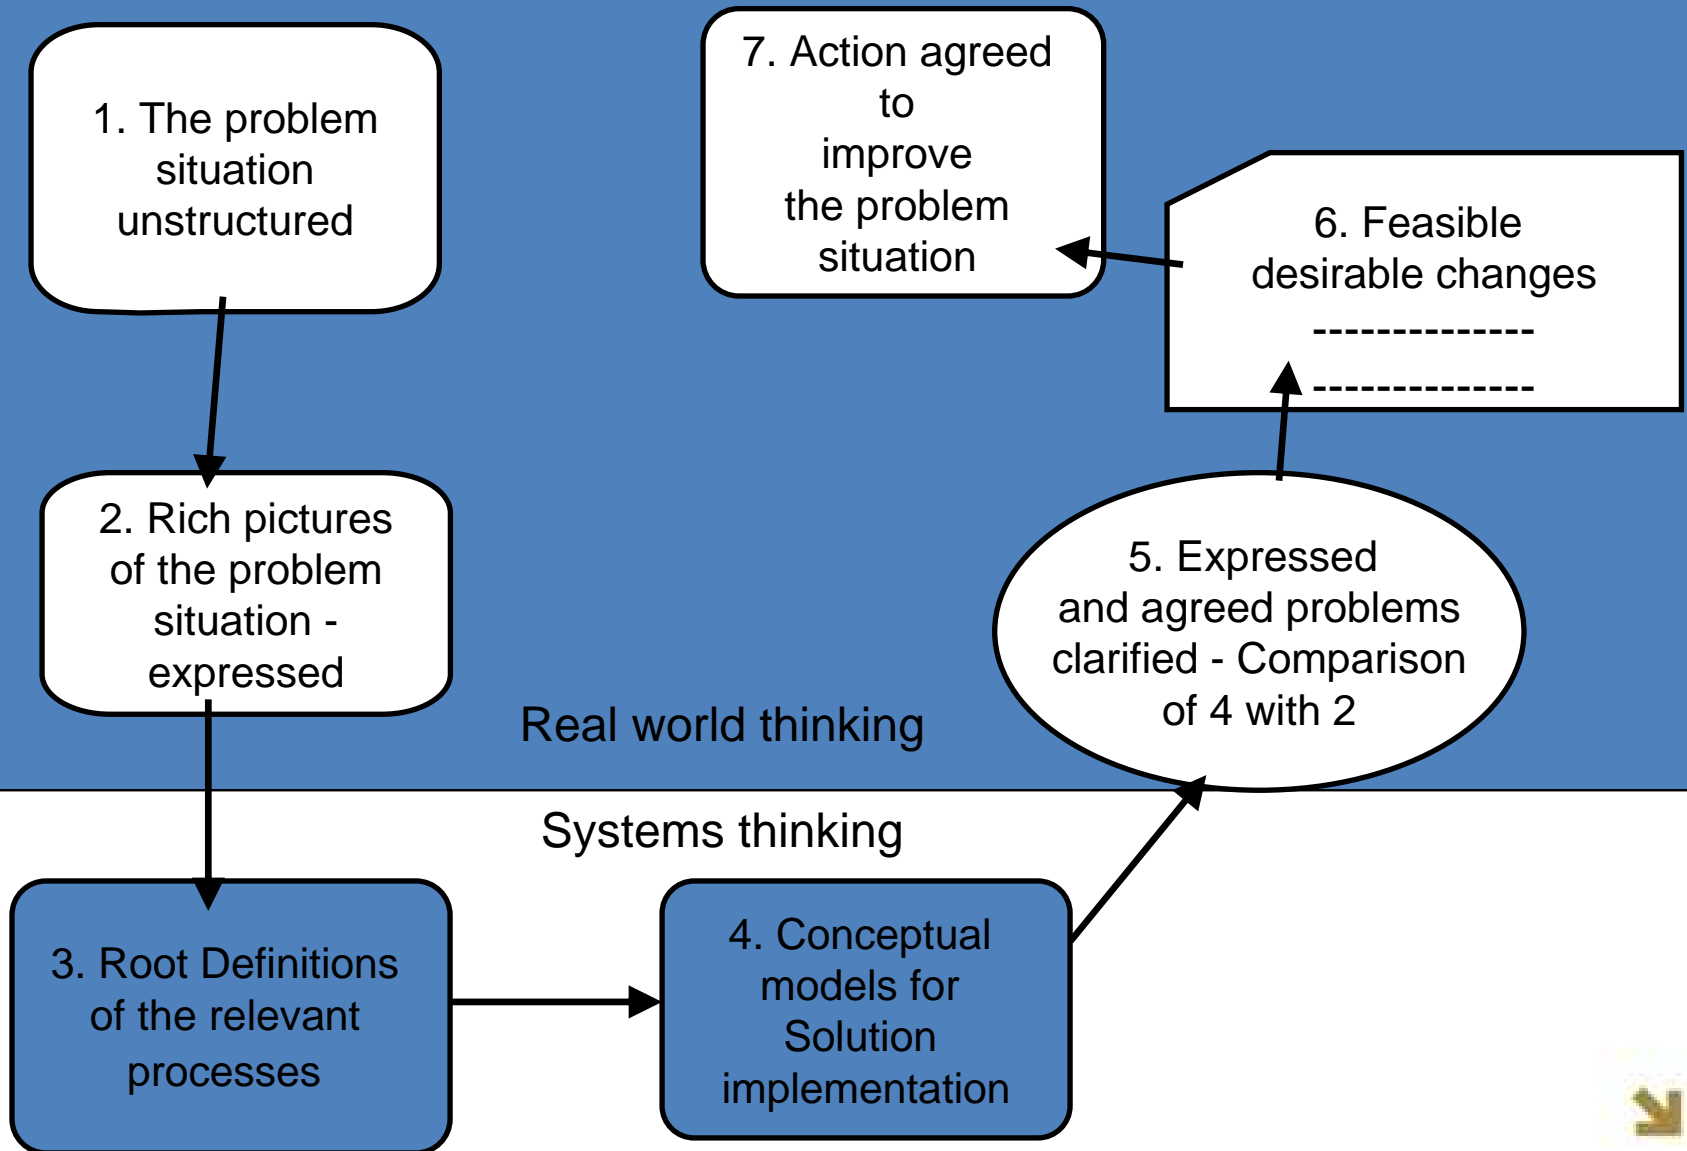 1. The problem
situation
unstructured
7. Action agreed
to
improve
the problem
situation
6. Feasible
desirable changes
--------------
--------------
2. Rich pictures
of the problem
situation -
expressed
5. Expressed
and agreed problems
clarified - Comparison
of 4 with 2
Real world thinking
Systems thinking
3. Root Definitions
of the relevant
processes
4. Conceptual
models for
Solution
implementation